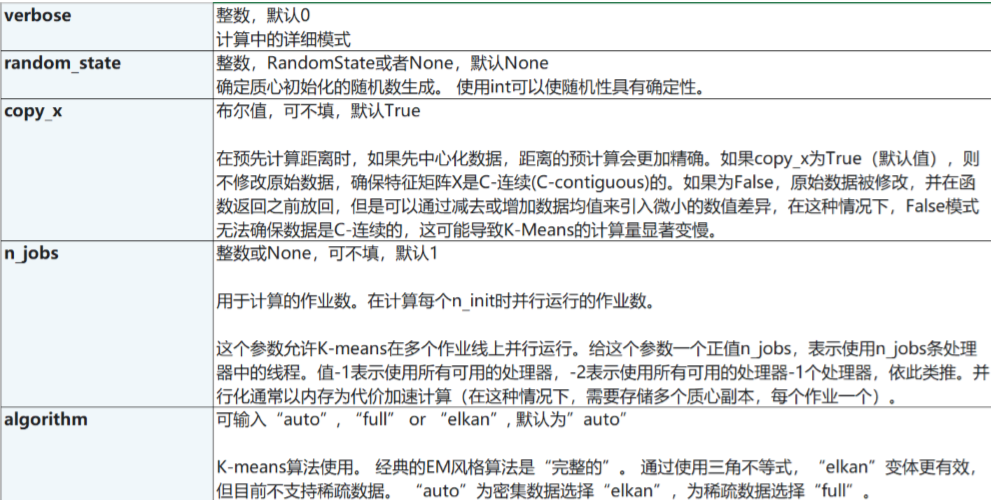 verbose
整数，默认0
计算中的详细模式
random_state
整数，RandomState或者None，默认None
确定质心初始化的随机数生成。 使用int可以使随机性具有确定性。
copy_x
布尔值，可不填，默认True
在预先计算距离时，如果先中心化数据，距离的预计算会更加精确。如果copy_x为True（默认值），则
不修改原始数据，确保特征矩阵X是C-连续(C-contiguous)的。如果为False，原始数据被修改，并在函
数返回之前放回，但是可以通过减去或增加数据均值来引入微小的数值差异，在这种情况下，False模式
无法确保数据是C-连续的，这可能导致K-Means的计算量显著变慢。
n_jobs
整数或None，可不填，默认1
用于计算的作业数。在计算每个n_init时并行运行的作业数。
这个参数允许K-means在多个作业线上并行运行。给这个参数一个正值n_jobs，表示使用n_jobs条处理
器中的线程。值-1表示使用所有可用的处理器，-2表示使用所有可用的处理器-1个处理器，依此类推。并
行化通常以内存为代价加速计算（在这种情况下，需要存储多个质心副本，每个作业一个）。
algorithm
可输入“auto”，“full” or “elkan”, 默认为”auto”
K-means算法使用。 经典的EM风格算法是“完整的”。 通过使用三角不等式，“elkan”变体更有效，
但目前不支持稀疏数据。 “auto”为密集数据选择“elkan”，为稀疏数据选择“full”。